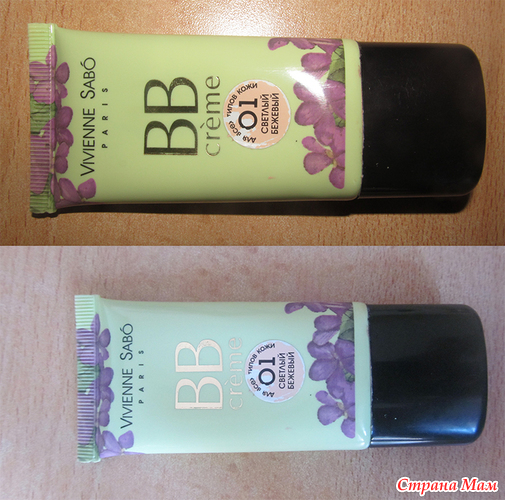 VIVIENNE SABÓ
PARIS
BB
crème
для всех типов кожи
01
СВЕТЛЫЙ
БЕЖЕВЫЙ
VIVIENNE SABÓ
PARIS
BB
crème
для всех типов кожи
01
СВЕТЛЫЙ
БЕЖЕВЫЙ
Страна Мам